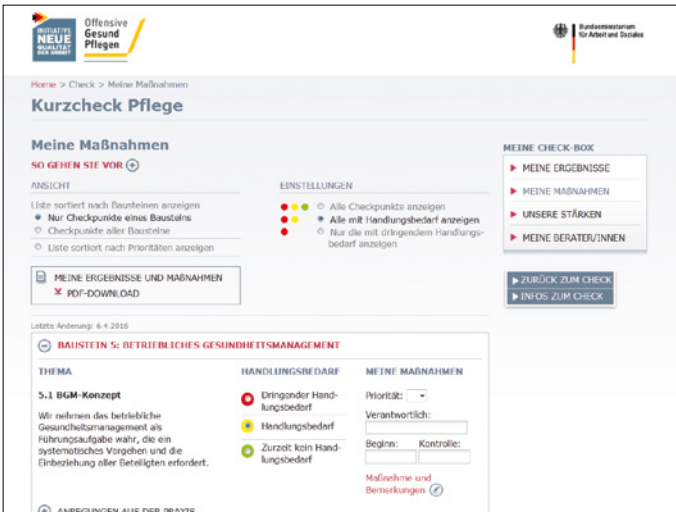 INITIATIVE
NEUE
QUALITÄT
DER ARBEIT
Offensive
Gesund
Pflegen
Bundesministerium
für Arbeit und Soziales
Home > Check > Meine Maßnahmen
Kurzcheck Pflege
Meine Maßnahmen
SO GEHEN SIE VOR
ANSICHT
Liste sortiert nach Bausteinen anzeigen
Nur Checkpunkte eines Bausteins
Checkpunkte aller Bausteine
Liste sortiert nach Prioritäten anzeigen
EINSTELLUNGEN
Alle Checkpunkte anzeigen
Alle mit Handlungsbedarf anzeigen
Nur die mit dringendem Handlungs-
bedarf anzeigen
MEINE ERGEBNISSE UND MAßNAHMEN
PDF-DOWNLOAD
MEINE CHECK-BOX
MEINE ERGEBNISSE
MEINE MAßNAHMEN
UNSERE STÄRKEN
MEINE BERATER/INNEN
ZURÜCK ZUM CHECK
INFOS ZUM CHECK
Letzte Änderung: 6.4.2016
BAUSTEIN 5: BETRIEBLICHES GESUNDHEITSMANAGEMENT
THEMA
5.1 BGM-Konzept
Wir nehmen das betriebliche
Gesundheitsmanagement als
Führungsaufgabe wahr, die ein
systematisches Vorgehen und die
Einbeziehung aller Beteiligten erfordert.
HANDLUNGSBEDARF
Dringender Hand-
lungsbedarf
Handlungsbedarf
Zurzeit kein Hand-
lungsbedarf
MEINE MAßNAHMEN
Priorität: -
Verantwortlich:
Beginn: Kontrolle:
Maßnahme und
Bemerkungen
ANREGUNGEN AUS DER PRAXIS